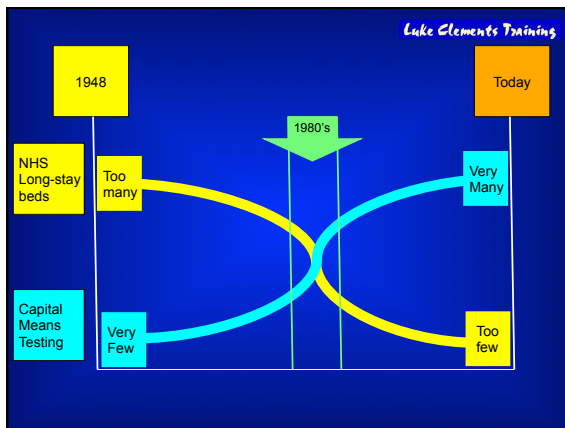 Luke Clements Training
1948
Today
1980's
NHS
Long-stay
beds
Too
many
Very
Many
Capital
Means
Testing
Very
Few
Too
few